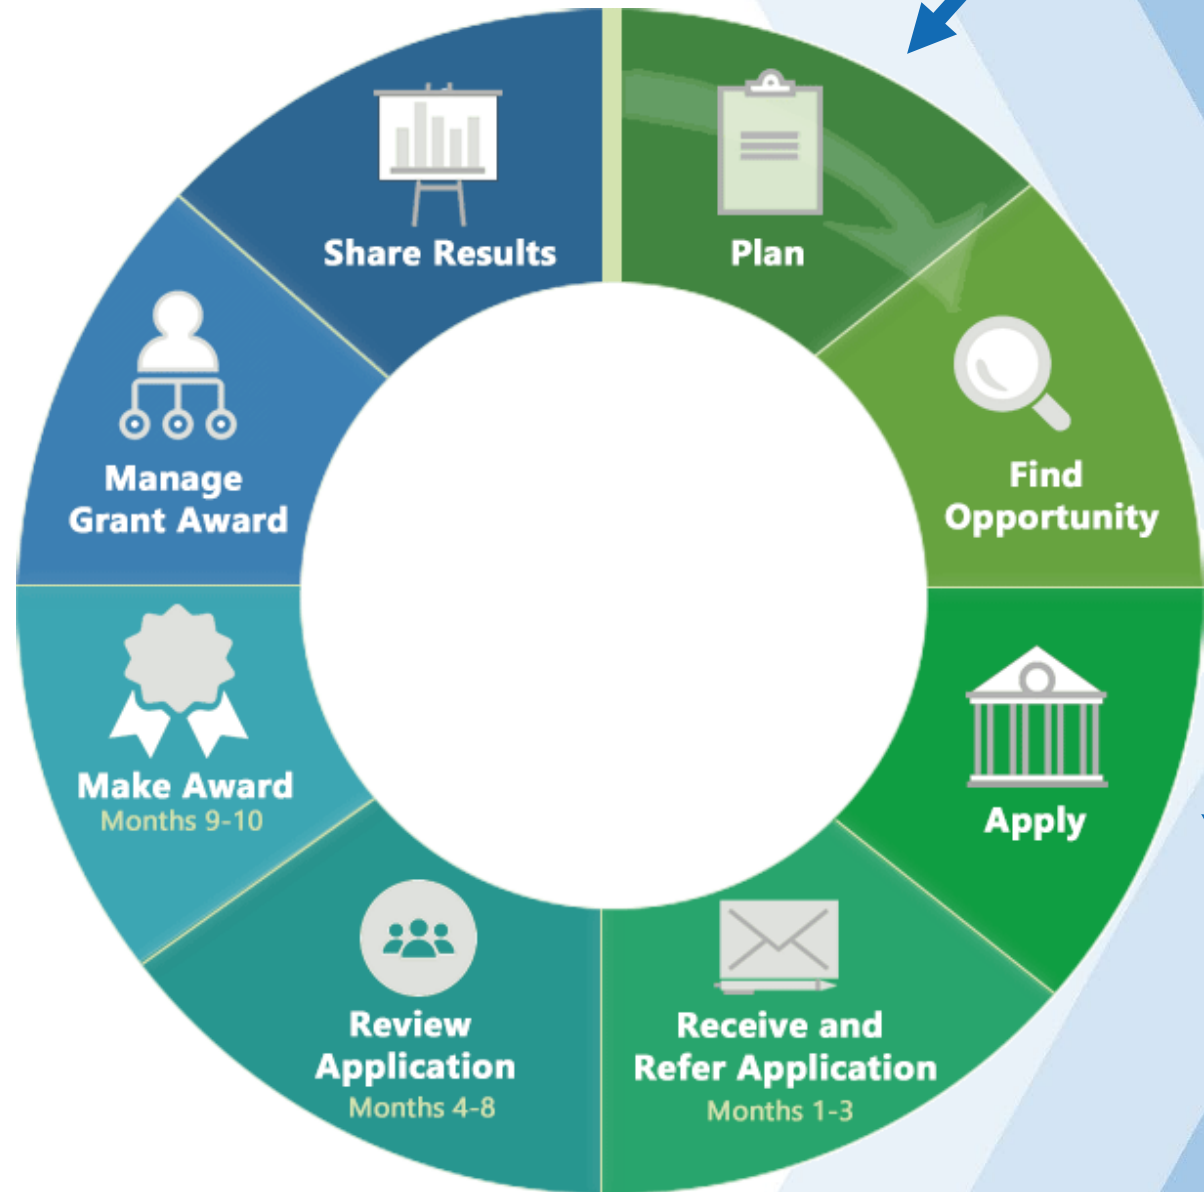 Plan
Find
Opportunity
Apply
Receive and
Refer Application
Months 1-3
Review
Application
Months 4-8
Make Award
Months 9-10
Manage
Grant Award
Share Results